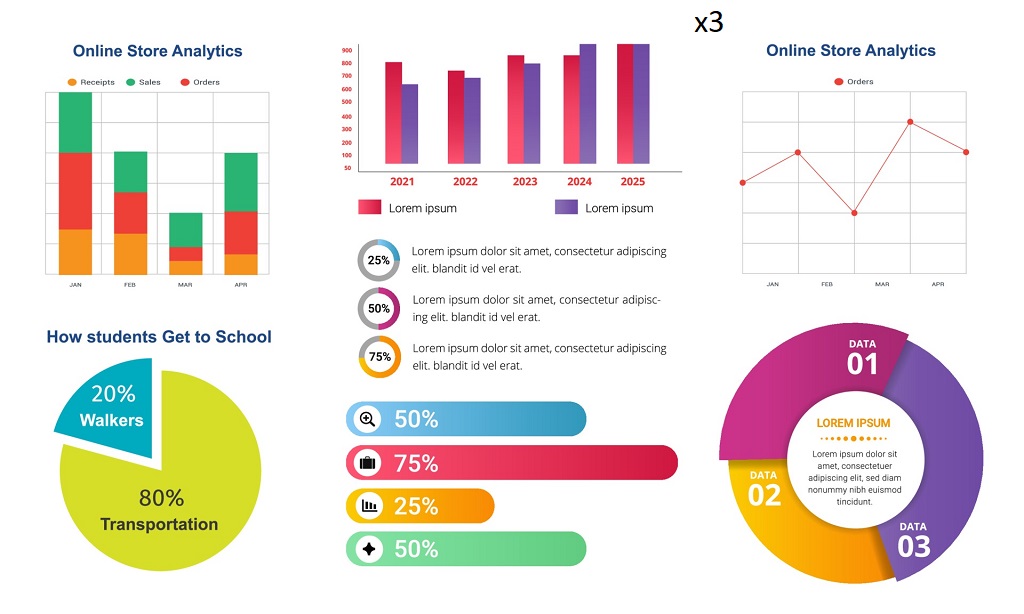 x3
Online Store Analytics
Receipts Sales Orders
JAN FEB MAR APR
How students Get to School
20%
Walkers
80%
Transportation
900
800
700
600
500
400
300
200
100
50
2021 2022 2023 2024 2025
Lorem ipsum Lorem ipsum
25%
Lorem ipsum dolor sit amet, consectetur adipiscing
elit. blandit id vel erat.
50%
Lorem ipsum dolor sit amet, consectetur adipisc-
ing elit. blandit id vel erat.
75%
Lorem ipsum dolor sit amet, consectetur adipiscing
elit. blandit id vel erat.
50%
75%
25%
50%
Online Store Analytics
Orders
JAN FEB MAR APR
DATA
01
LOREM IPSUM
Lorem ipsum dolor sit
amet, consectetuer
adipiscing elit, sed diam
nonummy nibh euismod
tincidunt.
DATA
02
DATA
03